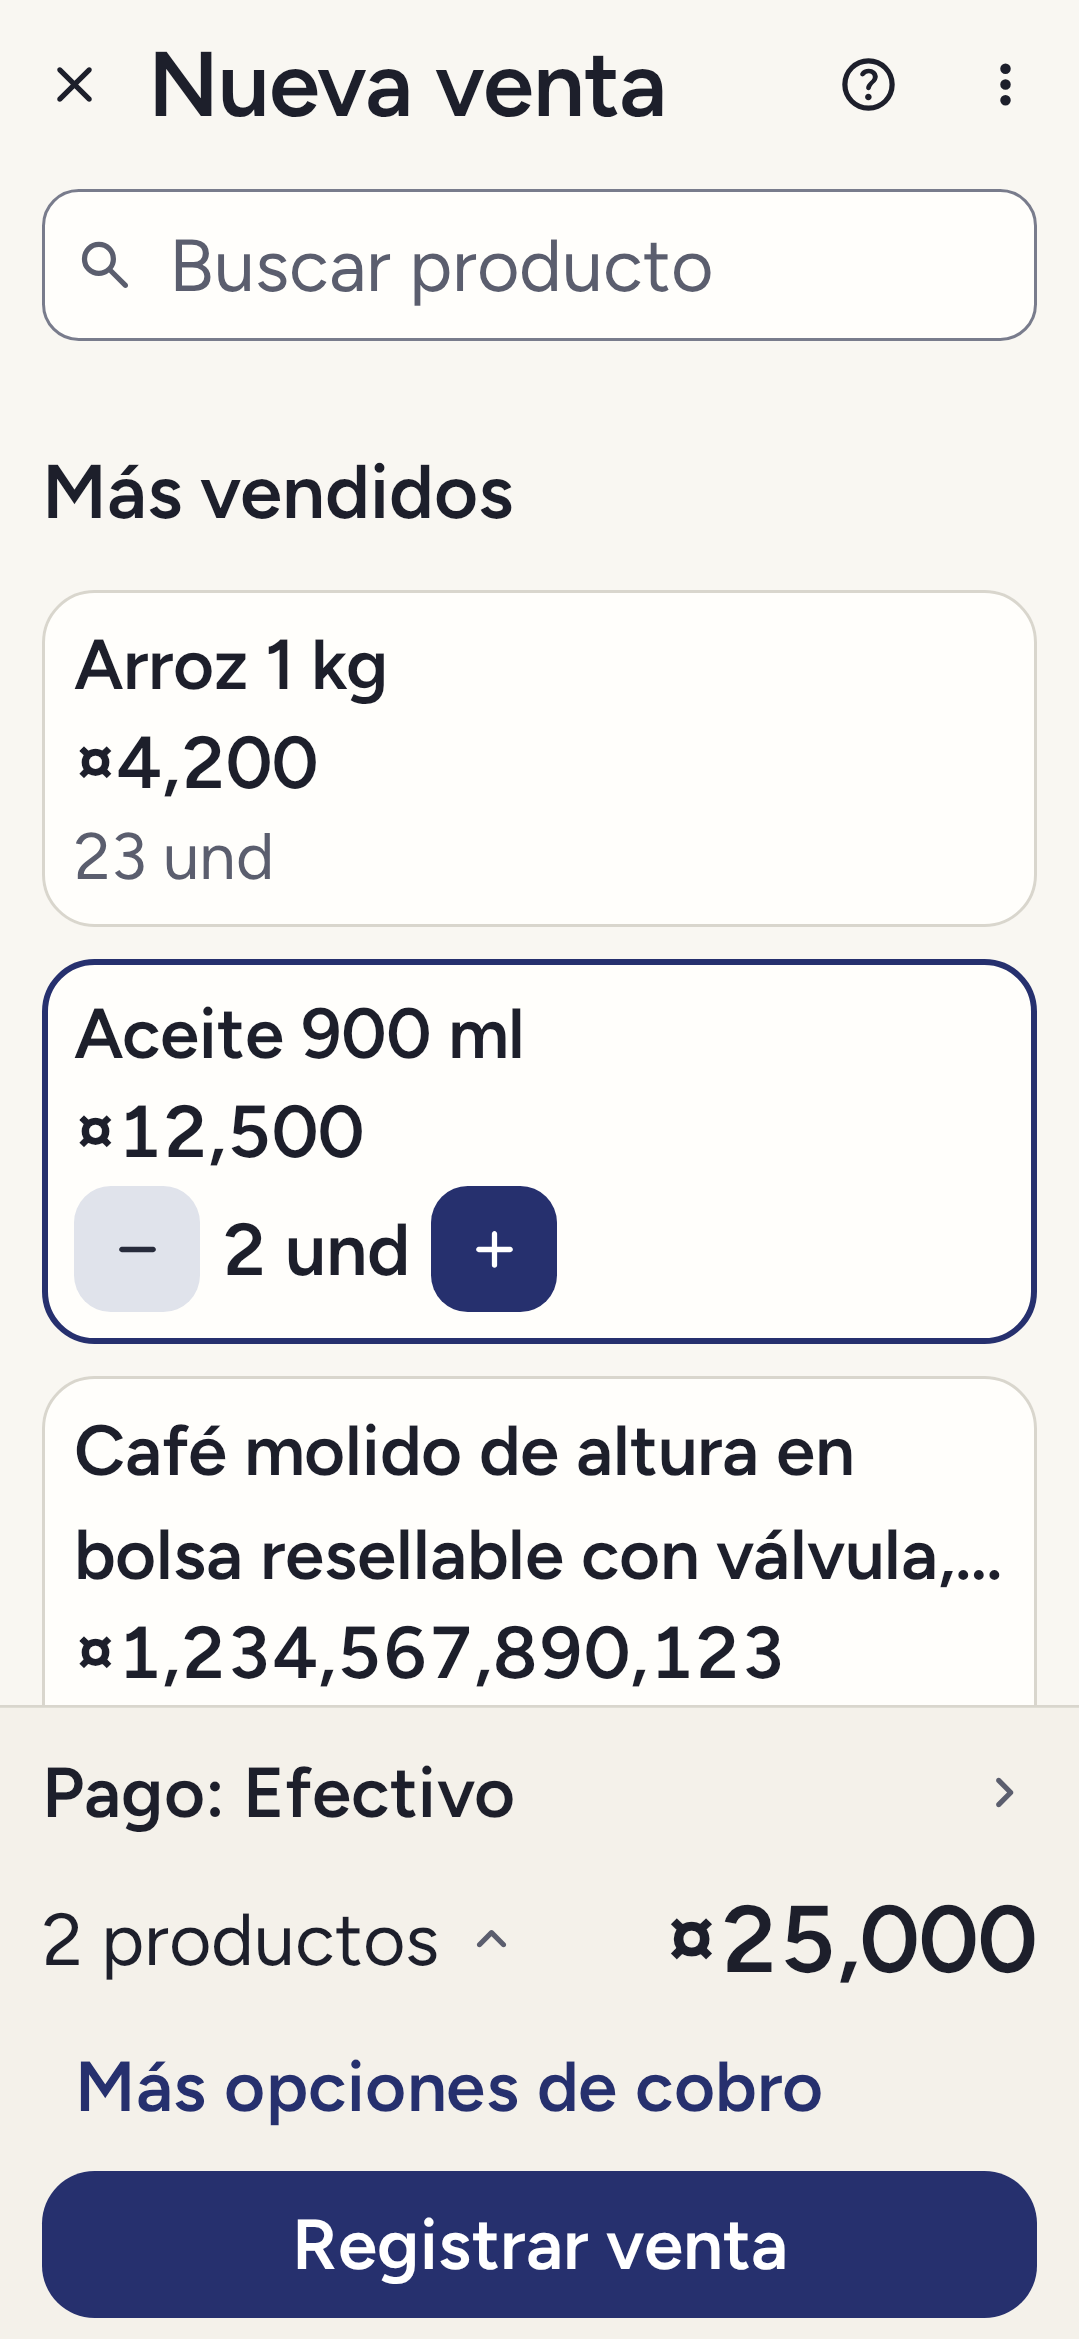 Nueva venta
Buscar producto
Más vendidos
Arroz 1 kg
¤4,200
23 und
Aceite 900 ml
¤12,500
2 und
Café molido de altura en
bolsa resellable con válvula,...
¤1,234,567,890,123
Pago: Efectivo
2 productos
¤25,000
Más opciones de cobro
Registrar venta